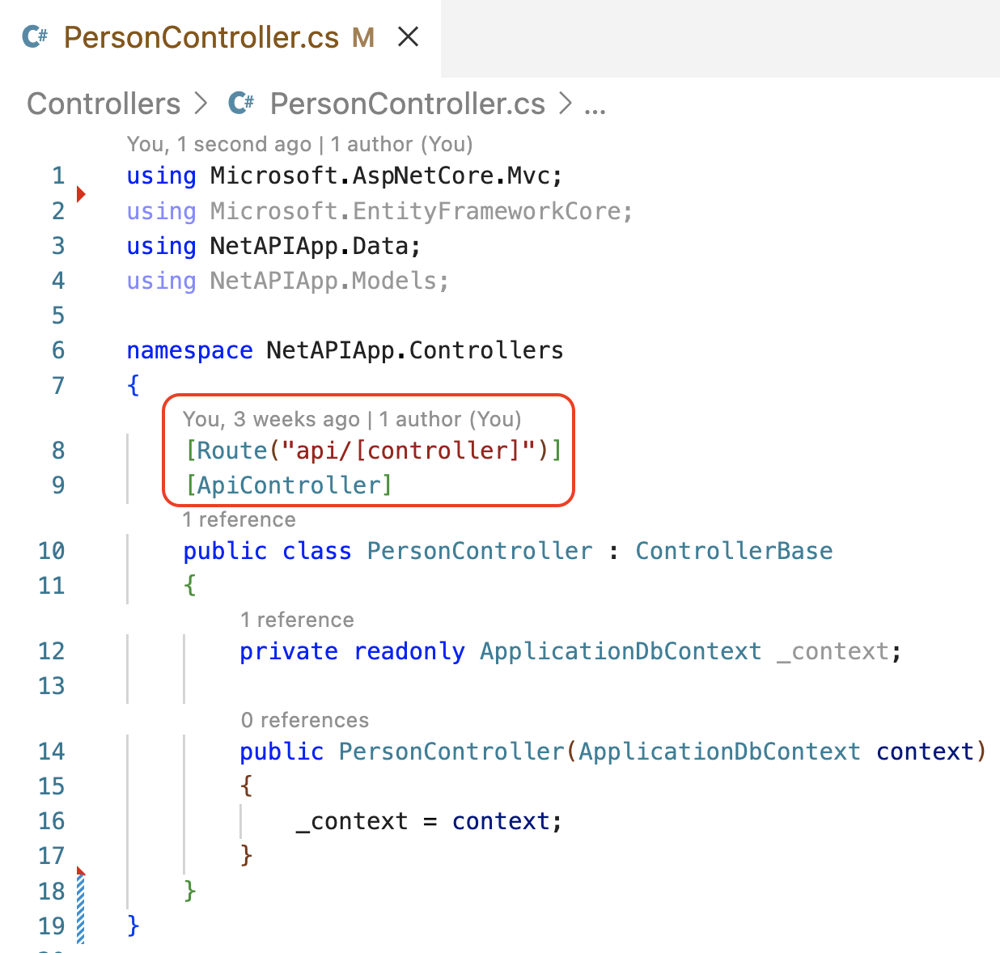 C# PersonController.cs M ×
Controllers > C# PersonController.cs > ...
You, 1 second ago | 1 author (You)
1 using Microsoft.AspNetCore.Mvc;
2 using Microsoft.EntityFrameworkCore;
3 using NetAPIApp.Data;
4 using NetAPIApp.Models;
5
6 namespace NetAPIApp.Controllers
7 {
You, 3 weeks ago | 1 author (You)
8 [Route("api/[controller]")]
9 [ApiController]
1 reference
10 public class PersonController : ControllerBase
11 {
1 reference
12 private readonly ApplicationDbContext _context;
13
0 references
14 public PersonController(ApplicationDbContext context)
15 {
16 _context = context;
17 }
18 }
19 }